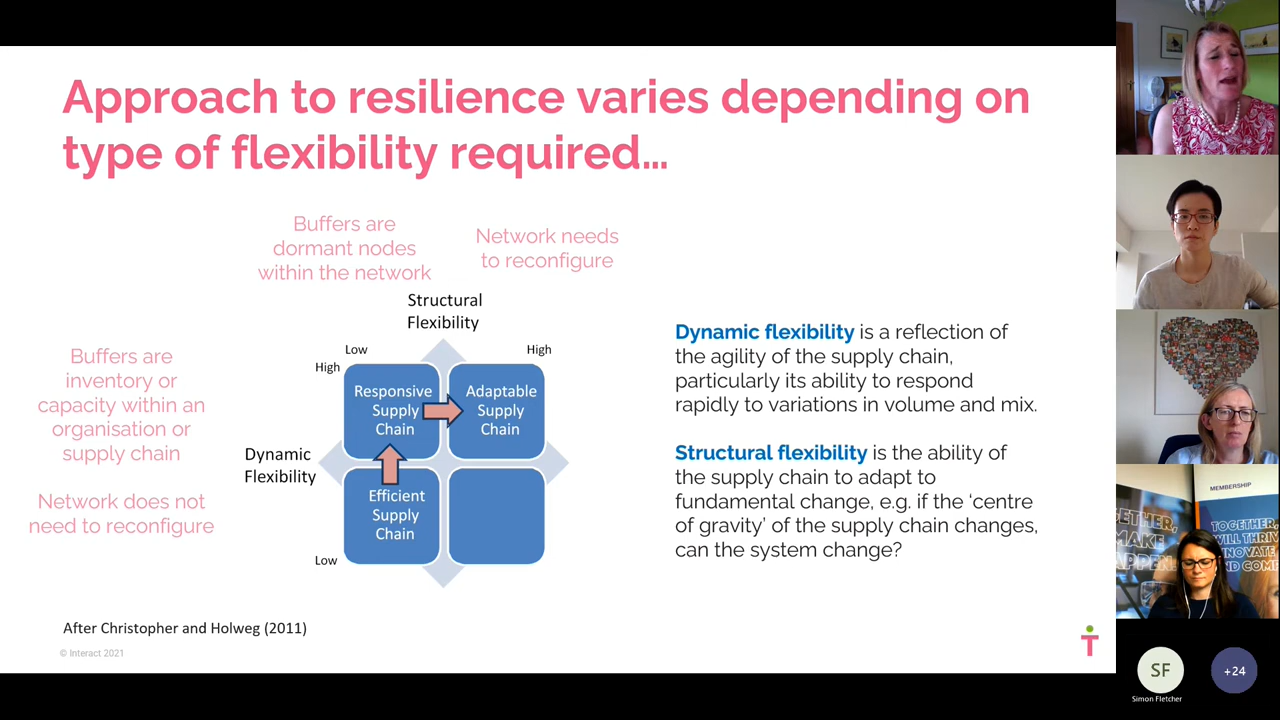 Approach to resilience varies depending on
type of flexibility required…
Buffers are
dormant nodes
within the network
Network needs
to reconfigure
Structural
Flexibility
Low
High
High
Buffers are
inventory or
capacity within an
organisation or
supply chain
Network does not
need to reconfigure
Dynamic
Flexibility
Responsive
Supply
Chain
Adaptable
Supply
Chain
Efficient
Supply
Chain
Low
Dynamic flexibility is a reflection of
the agility of the supply chain,
particularly its ability to respond
rapidly to variations in volume and mix.
Structural flexibility is the ability of
the supply chain to adapt to
fundamental change, e.g. if the ‘centre
of gravity’ of the supply chain changes,
can the system change?
After Christopher and Holweg (2011)
© Interact 2021
MEMBERSHIP
TOGETHER,
SF
+24
Simon Fletcher